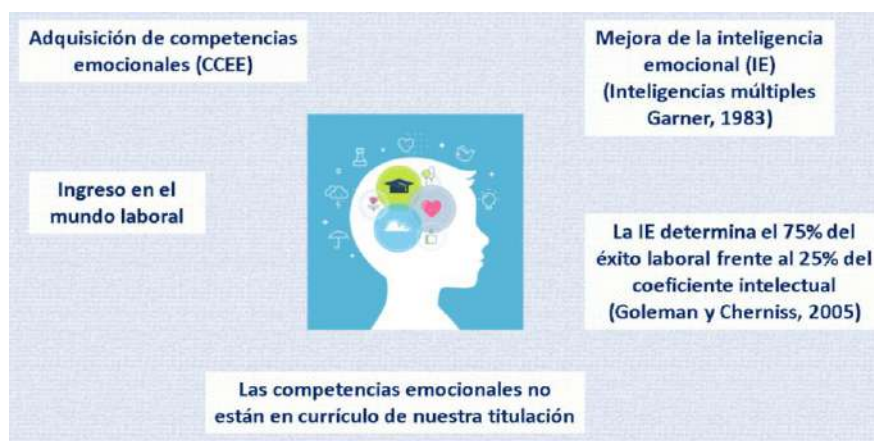 Adquisición de competencias
emocionales (CCEE)
Mejora de la inteligencia
emocional (IE)
(Inteligencias múltiples
Garner, 1983)
Ingreso en el
mundo laboral
La IE determina el 75% del
éxito laboral frente al 25% del
coeficiente intelectual
(Goleman y Cherniss, 2005)
Las competencias emocionales no
están en currículo de nuestra titulación